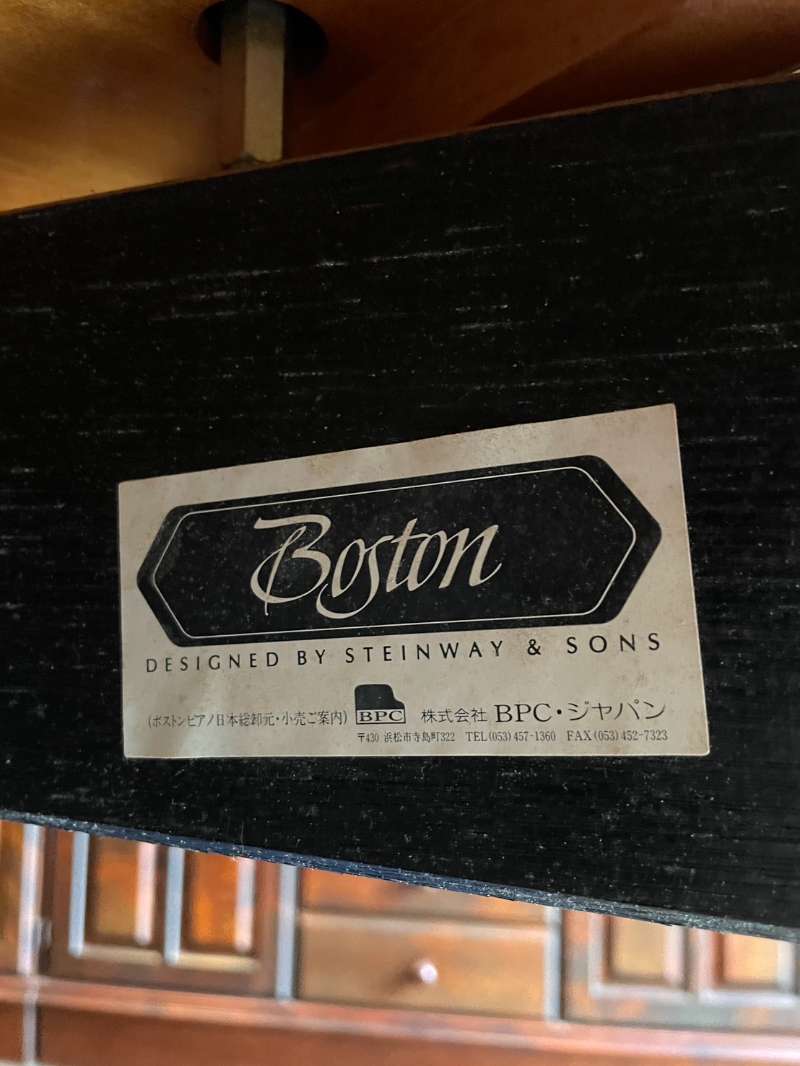 Boston
DESIGNED BY STEINWAY & SONS
(ボストンピアノ日本総卸元・小売ご案内) BPC 株式会社 BPC・ジャパン
〒430 浜松市寺島町322 TEL(053)457-1360 FAX(053)452-7323